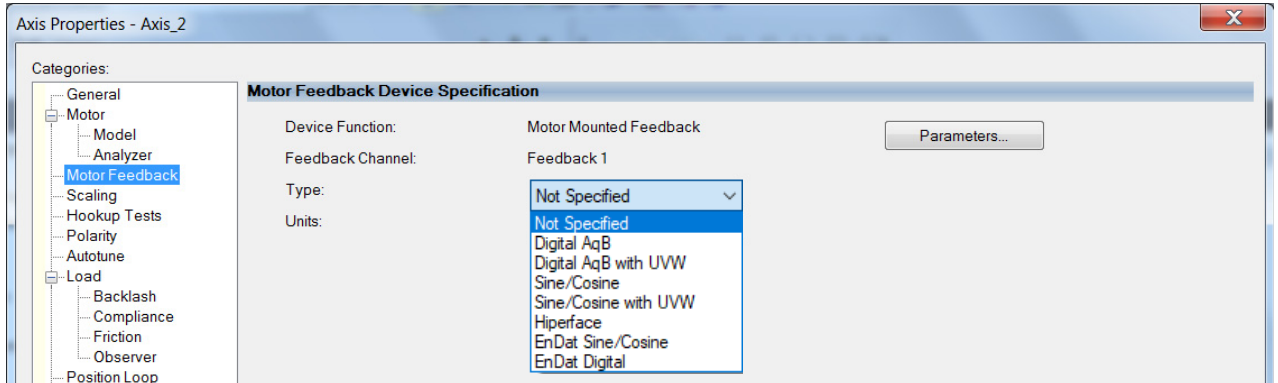 Axis Properties - Axis_2
X
Categories:
General
Motor
Model
Analyzer
Motor Feedback
Scaling
Hookup Tests
Polarity
Autotune
Load
Backlash
Compliance
Friction
Observer
Position Loop
Motor Feedback Device Specification
Device Function: Motor Mounted Feedback Parameters...
Feedback Channel: Feedback 1
Type: Not Specified
Units:
Not Specified
Digital AqB
Digital AqB with UVW
Sine/Cosine
Sine/Cosine with UVW
Hiperface
EnDat Sine/Cosine
EnDat Digital